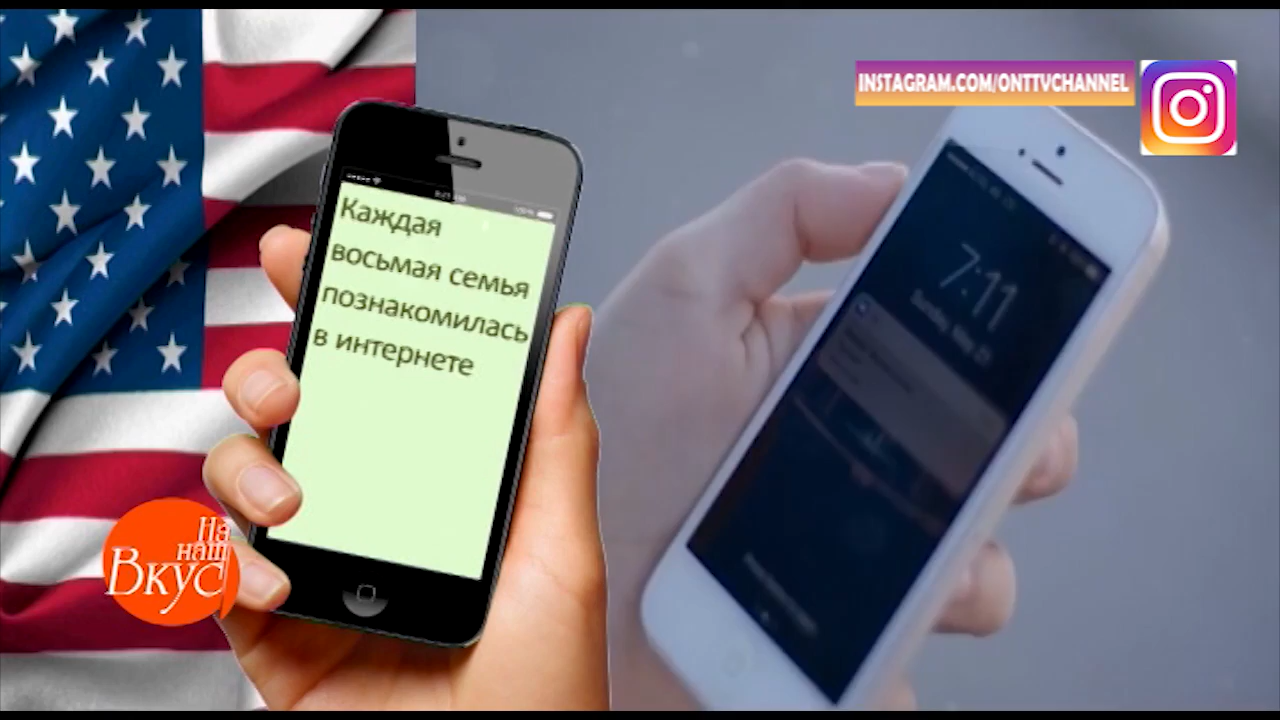 INSTAGRAM.COM/ONTTVCHANNEL
Каждая
восьмая семья
познакомилась
в интернете
7:11
На
наш
Вкус